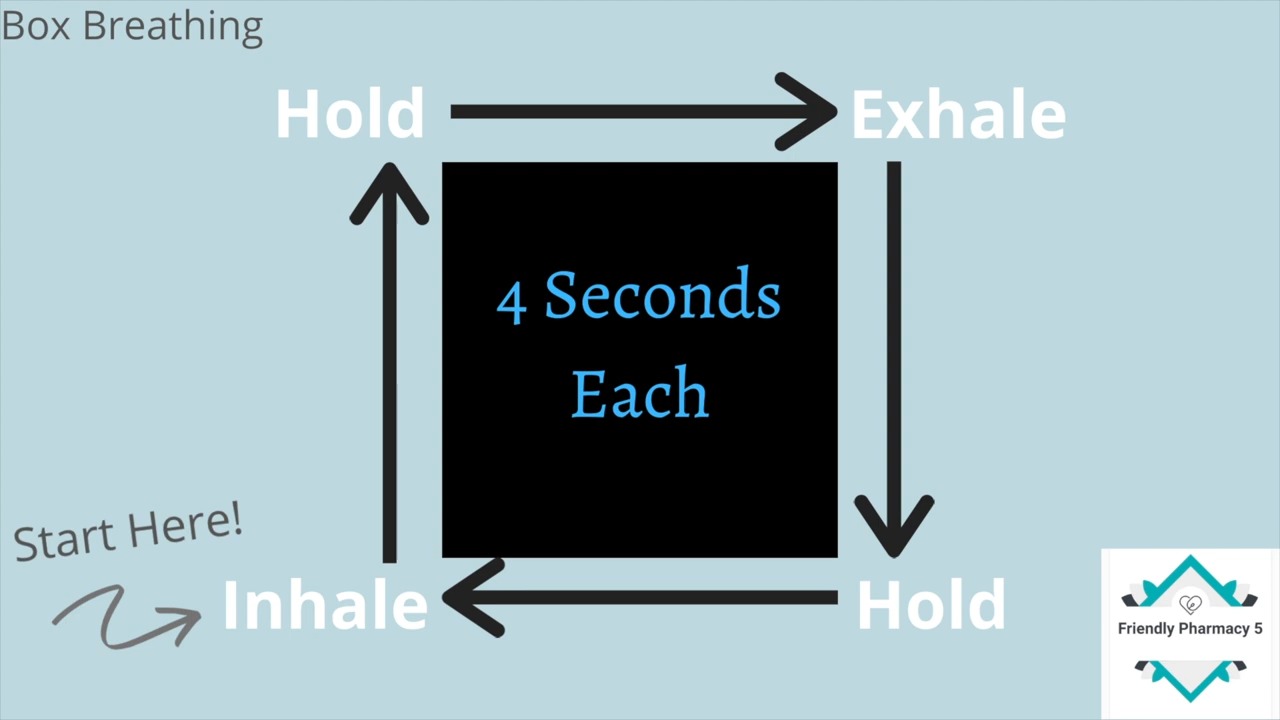 Box Breathing
Hold
Exhale
4 Seconds
Each
Start Here!
Inhale
Hold
Friendly Pharmacy 5